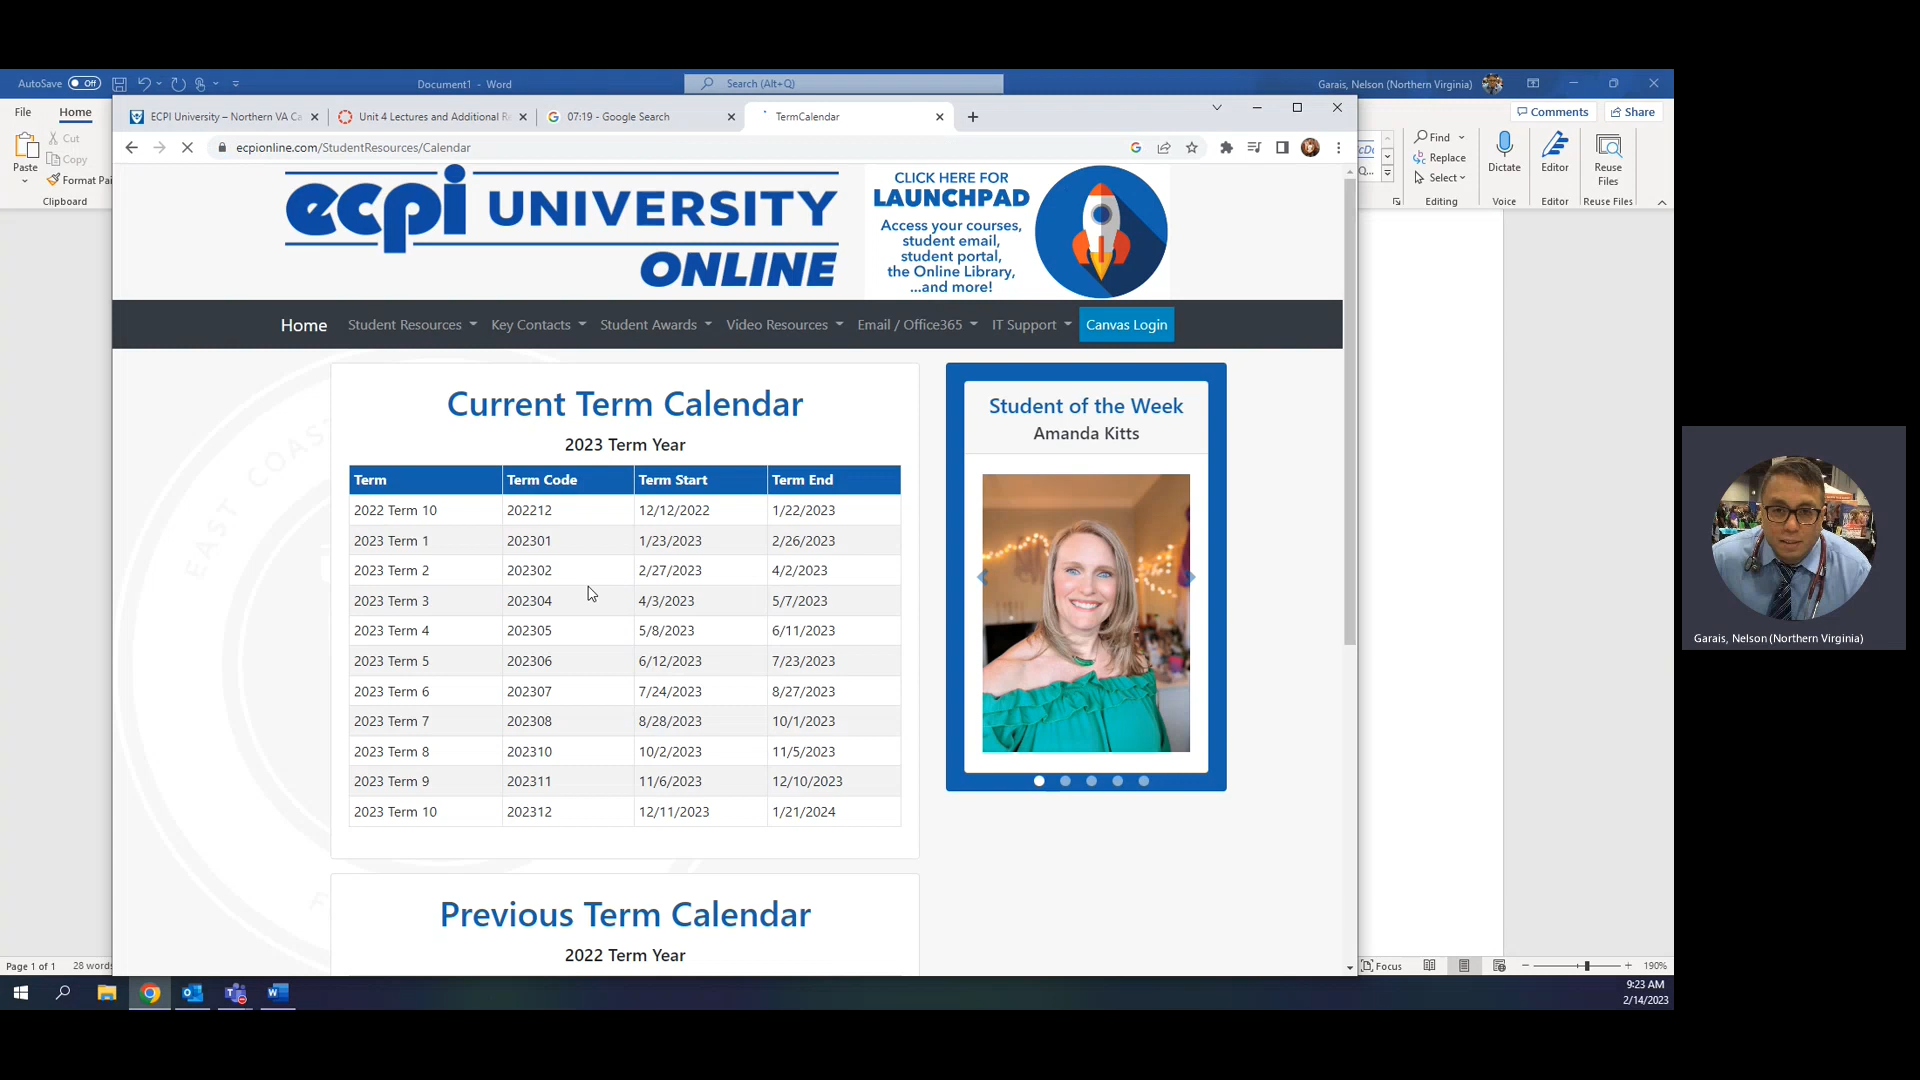 AutoSave Off Document1 - Word Search (Alt+Q) Garais, Nelson (Northern Virginia)
File Home Comments Share
ECPI University – Northern VA Ca Unit 4 Lectures and Additional R 07:19 - Google Search TermCalendar
ecpionline.com/StudentResources/Calendar
Paste
Cut
Copy
Format Pai
Clipboard
Find
Replace
Select
Editing
Dictate
Voice
Editor
Editor
Reuse Files
Reuse Files
ecpi UNIVERSITY
ONLINE
CLICK HERE FOR
LAUNCHPAD
Access your courses,
student email,
student portal,
the Online Library,
...and more!
Home Student Resources Key Contacts Student Awards Video Resources Email / Office365 IT Support Canvas Login
EAST COAST
Current Term Calendar
2023 Term Year
Term Term Code Term Start Term End
2022 Term 10 202212 12/12/2022 1/22/2023
2023 Term 1 202301 1/23/2023 2/26/2023
2023 Term 2 202302 2/27/2023 4/2/2023
2023 Term 3 202304 4/3/2023 5/7/2023
2023 Term 4 202305 5/8/2023 6/11/2023
2023 Term 5 202306 6/12/2023 7/23/2023
2023 Term 6 202307 7/24/2023 8/27/2023
2023 Term 7 202308 8/28/2023 10/1/2023
2023 Term 8 202310 10/2/2023 11/5/2023
2023 Term 9 202311 11/6/2023 12/10/2023
2023 Term 10 202312 12/11/2023 1/21/2024
Previous Term Calendar
2022 Term Year
Student of the Week
Amanda Kitts
Garais, Nelson (Northern Virginia)
Page 1 of 1 28 words Focus 190%
9:23 AM
2/14/2023